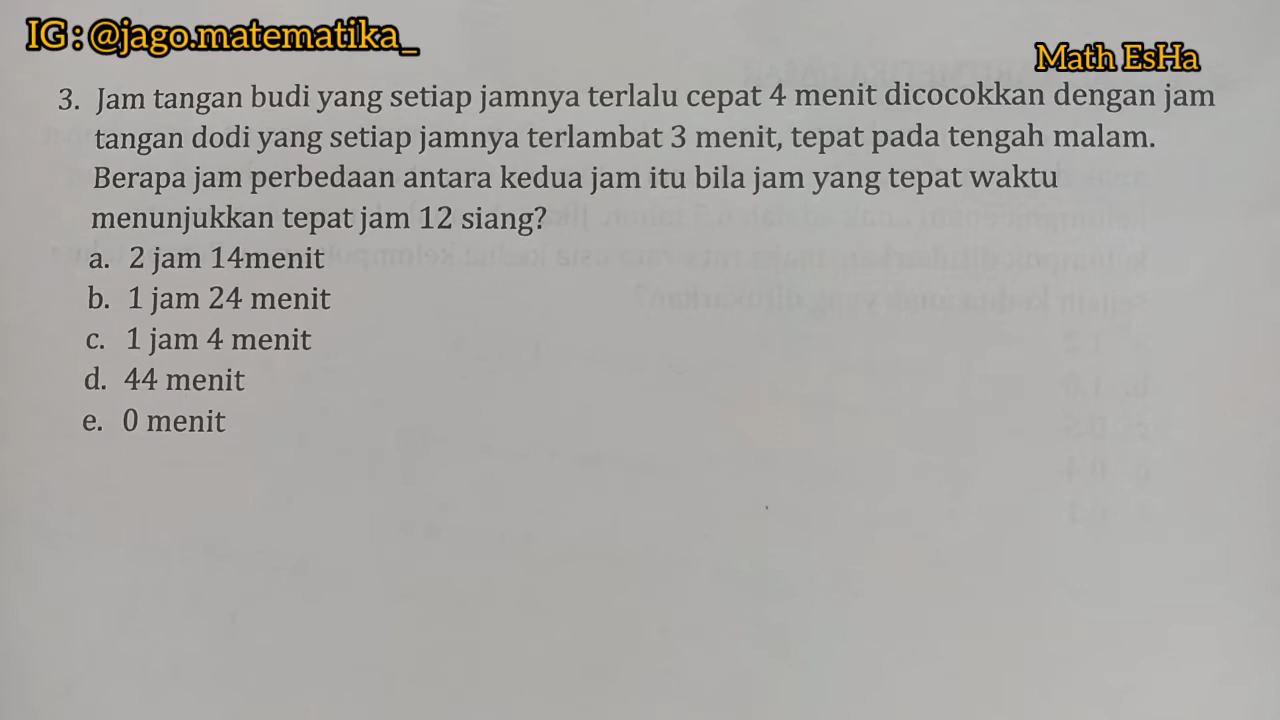 IG : @jago.matematika_
Math EsHa
3. Jam tangan budi yang setiap jamnya terlalu cepat 4 menit dicocokkan dengan jam
tangan dodi yang setiap jamnya terlambat 3 menit, tepat pada tengah malam.
Berapa jam perbedaan antara kedua jam itu bila jam yang tepat waktu
menunjukkan tepat jam 12 siang?
a. 2 jam 14menit
b. 1 jam 24 menit
c. 1 jam 4 menit
d. 44 menit
e. 0 menit